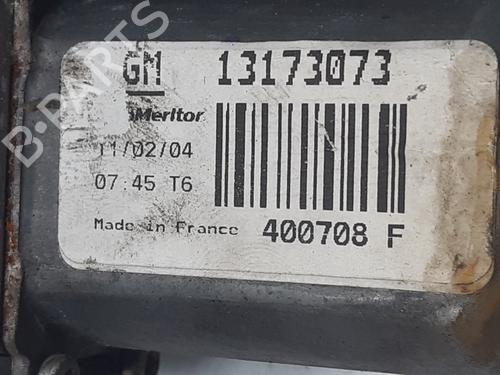 GM 13173073
Meritor
11/02/04
07:45 T6
Made in France 400708 F
B-PARTS